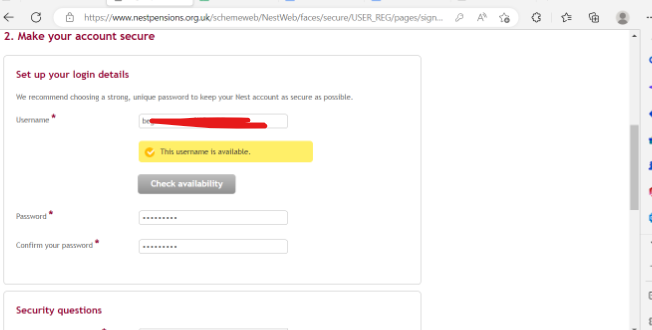 https://www.nestpensions.org.uk/schemeweb/NestWeb/faces/secure/USER_REG/pages/sign...
2. Make your account secure
Set up your login details
We recommend choosing a strong, unique password to keep your Nest account as secure as possible.
Username *
be
This username is available.
Check availability
Password *
Confirm your password *
Security questions